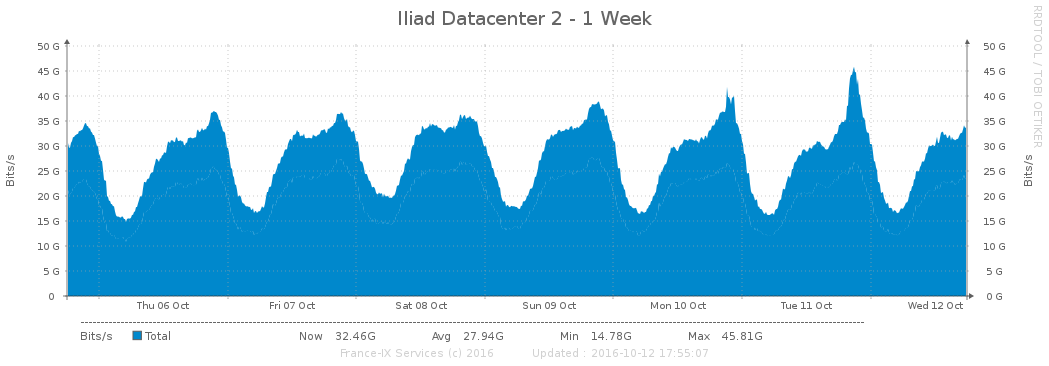 Iliad Datacenter 2 - 1 Week
RRDTOOL / TOBI OETIKER
50 G 50 G
45 G 45 G
40 G 40 G
35 G 35 G
30 G 30 G
25 G 25 G
20 G 20 G
15 G 15 G
10 G 10 G
5 G 5 G
0 0 G
Bits/s
Bits/s
Thu 06 Oct Fri 07 Oct Sat 08 Oct Sun 09 Oct Mon 10 Oct Tue 11 Oct Wed 12 Oct
Bits/s Total Now 32.46G Avg 27.94G Min 14.78G Max 45.81G
France-IX Services (c) 2016 Updated : 2016-10-12 17:55:07